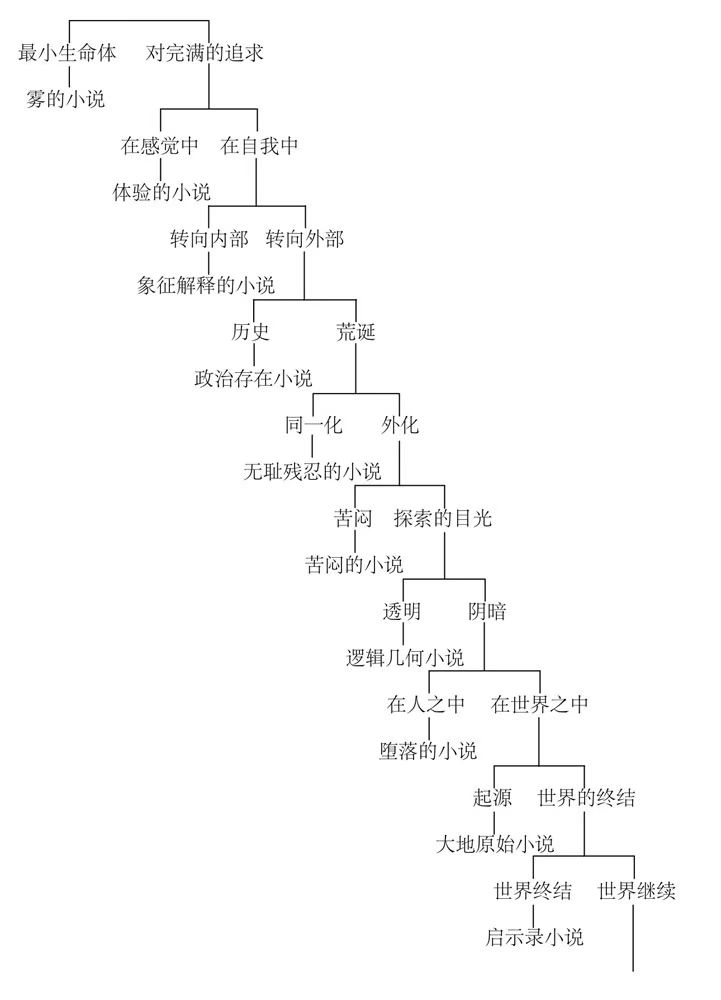 最小生命体 对完满的追求
雾的小说
在感觉中 在自我中
体验的小说
转向内部 转向外部
象征解释的小说
历史 荒诞
政治存在小说
同一化 外化
无耻残忍的小说
苦闷 探索的目光
苦闷的小说
透明 阴暗
逻辑几何小说
在人之中 在世界之中
堕落的小说
起源 世界的终结
大地原始小说
世界终结 世界继续
启示录小说